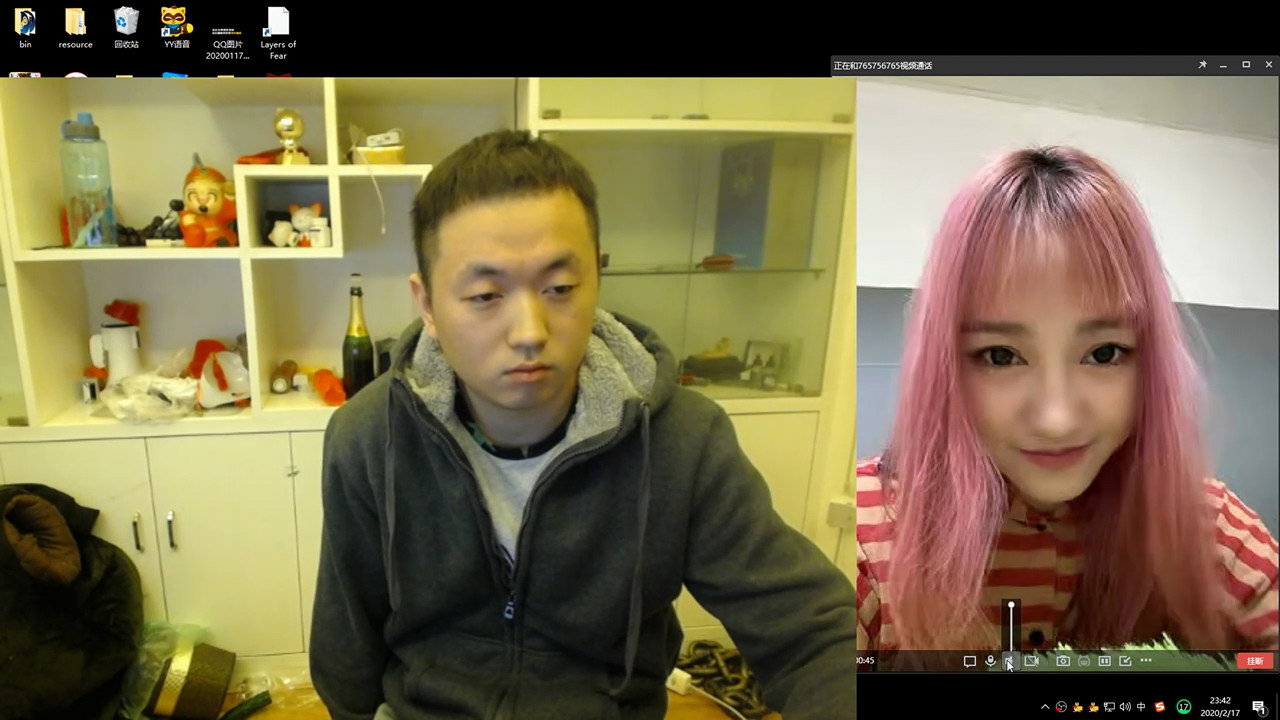 bin
resource
回收站
YY语音
QQ图片
20200117...
Layers of
Fear
正在和765756765视频通话
00:45
挂断
中
17
23:42
2020/2/17
1